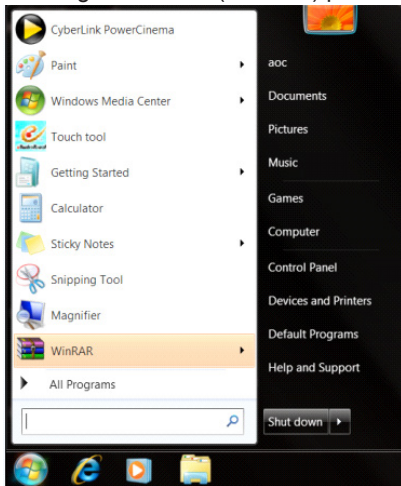 CyberLink PowerCinema
Paint
Windows Media Center
Touch tool
Getting Started
Calculator
Sticky Notes
Snipping Tool
Magnifier
WinRAR
All Programs
aoc
Documents
Pictures
Music
Games
Computer
Control Panel
Devices and Printers
Default Programs
Help and Support
Shut down